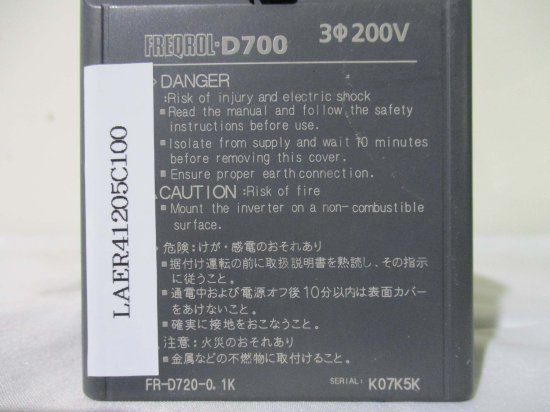 FREQROL-D700 3Φ200V
DANGER
:Risk of injury and electric shock
■Read the manual and follow the safety
instructions before use.
■Isolate from supply and wait 10 minutes
before removing this cover.
■Ensure proper earth connection.
CAUTION :Risk of fire
■Mount the inverter on a non-combustible
surface.
危険:けが・感電のおそれあり
■据付け運転の前に取扱説明書を熟読し、その指示
に従うこと。
■通電中および電源オフ後10分以内は表面カバー
をあけないこと。
■確実に接地をおこなうこと。
注意:火災のおそれあり
■金属などの不燃物に取付けること。
FR-D720-0.1K SERIAL: K07K5K
LAER41205C100